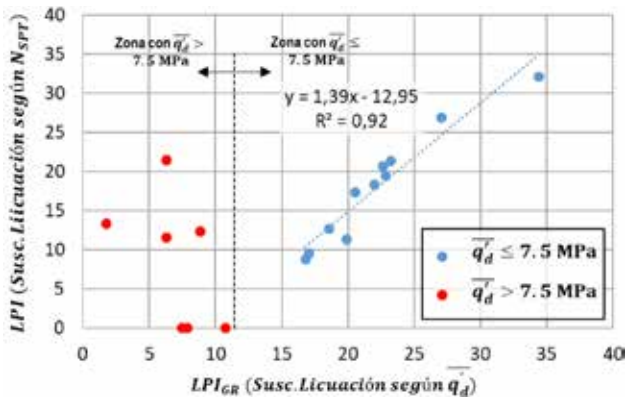 Zona con q'd >
7.5 MPa
Zona con q'd ≤
7.5 MPa
y = 1,39x - 12,95
R² = 0,92
q'd ≤ 7.5 MPa
q'd > 7.5 MPa
40
35
30
25
20
15
10
5
0
0 5 10 15 20 25 30 35 40
LPI (Susc. Liicuación según N_SPT)
LPI_GR (Susc. Licuación según q'd)